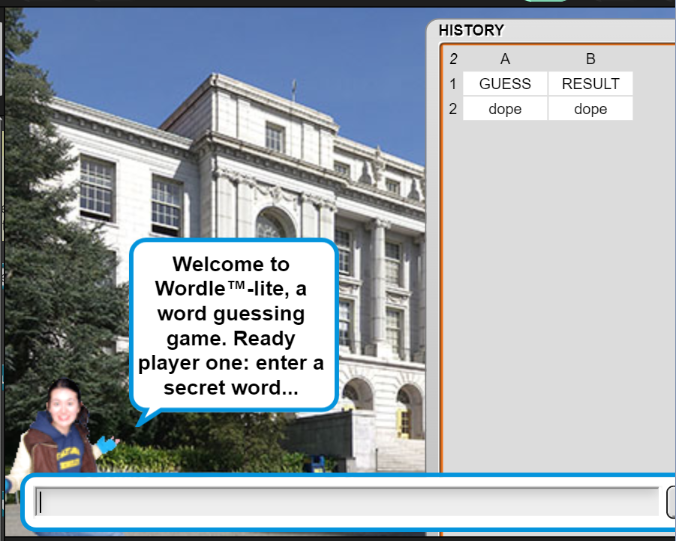 HISTORY
2 A B
1 GUESS RESULT
2 dope dope
Welcome to
Wordle™-lite, a
word guessing
game. Ready
player one: enter a
secret word...